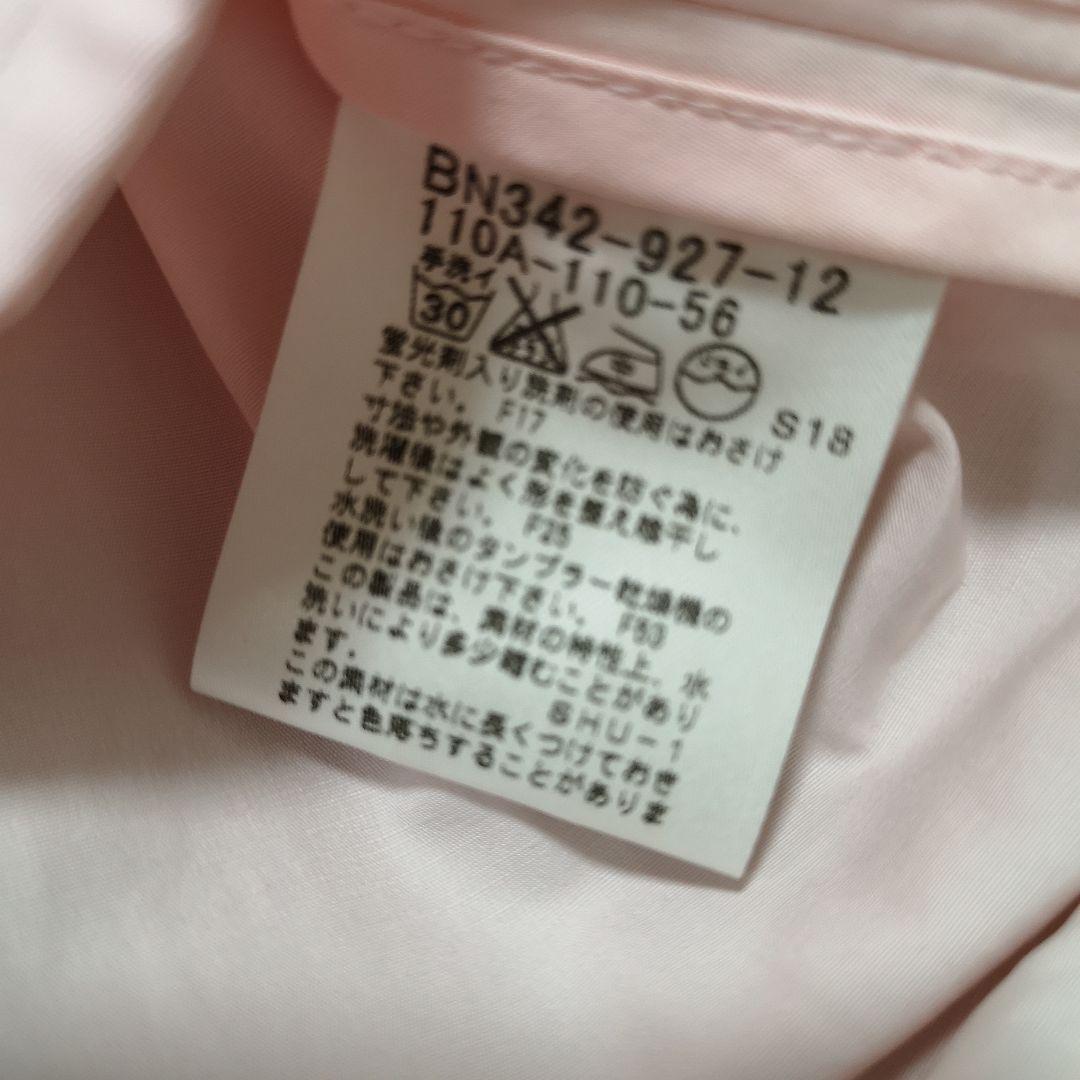 BN342-927-12
110A-110-56
手洗イ
30
S18
蛍光剤入り洗剤の使用はおさけ
下さい。 F17
寸法や外観の変化を防ぐ為に、
洗濯後はよく形を整え陰干し
して下さい。 F25
水洗い後のタンブラー乾燥機の
使用はおさけ下さい。 F53
この製品は、素材の特性上、水
洗いにより多少縮むことがあり
ます。 SHU-1
この素材は水に長くつけておき
ますと色落ちすることがありま